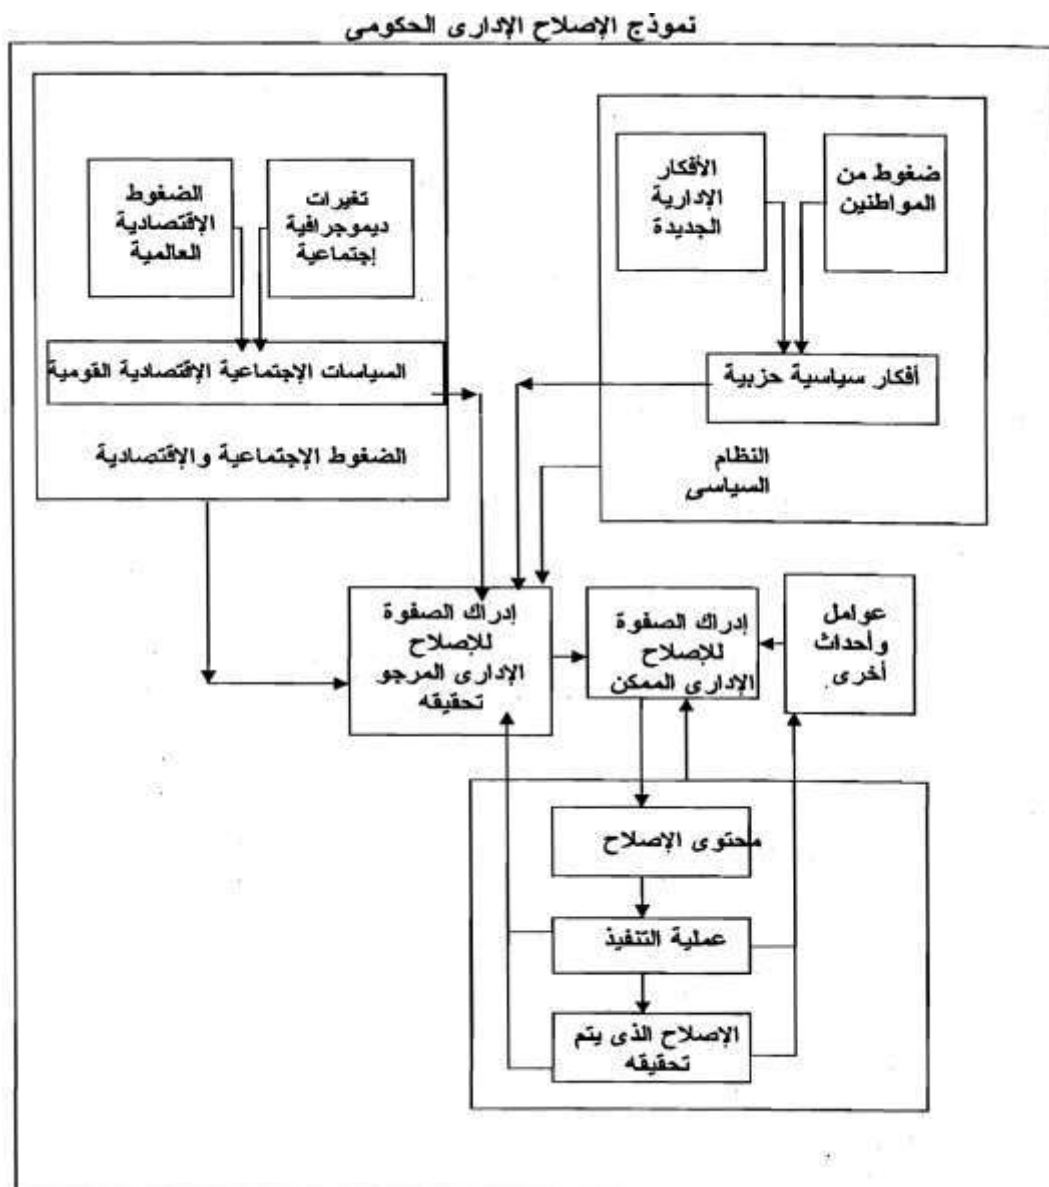 نموذج الإصلاح الإدارى الحكومى
ضغوط من
المواطنين
الأفكار
الإدارية
الجديدة
أفكار سياسية حزبية
النظام
السياسى
تغيرات
ديموجرافية
إجتماعية
الضغوط
الإقتصادية
العالمية
السياسات الإجتماعية الإقتصادية القومية
الضغوط الإجتماعية والإقتصادية
عوامل
وأحداث
أخرى
إدراك الصفوة
للإصلاح
الإدارى الممكن
إدراك الصفوة
للإصلاح
الإدارى المرجو
تحقيقه
محتوى الإصلاح
عملية التنفيذ
الإصلاح الذى يتم
تحقيقه